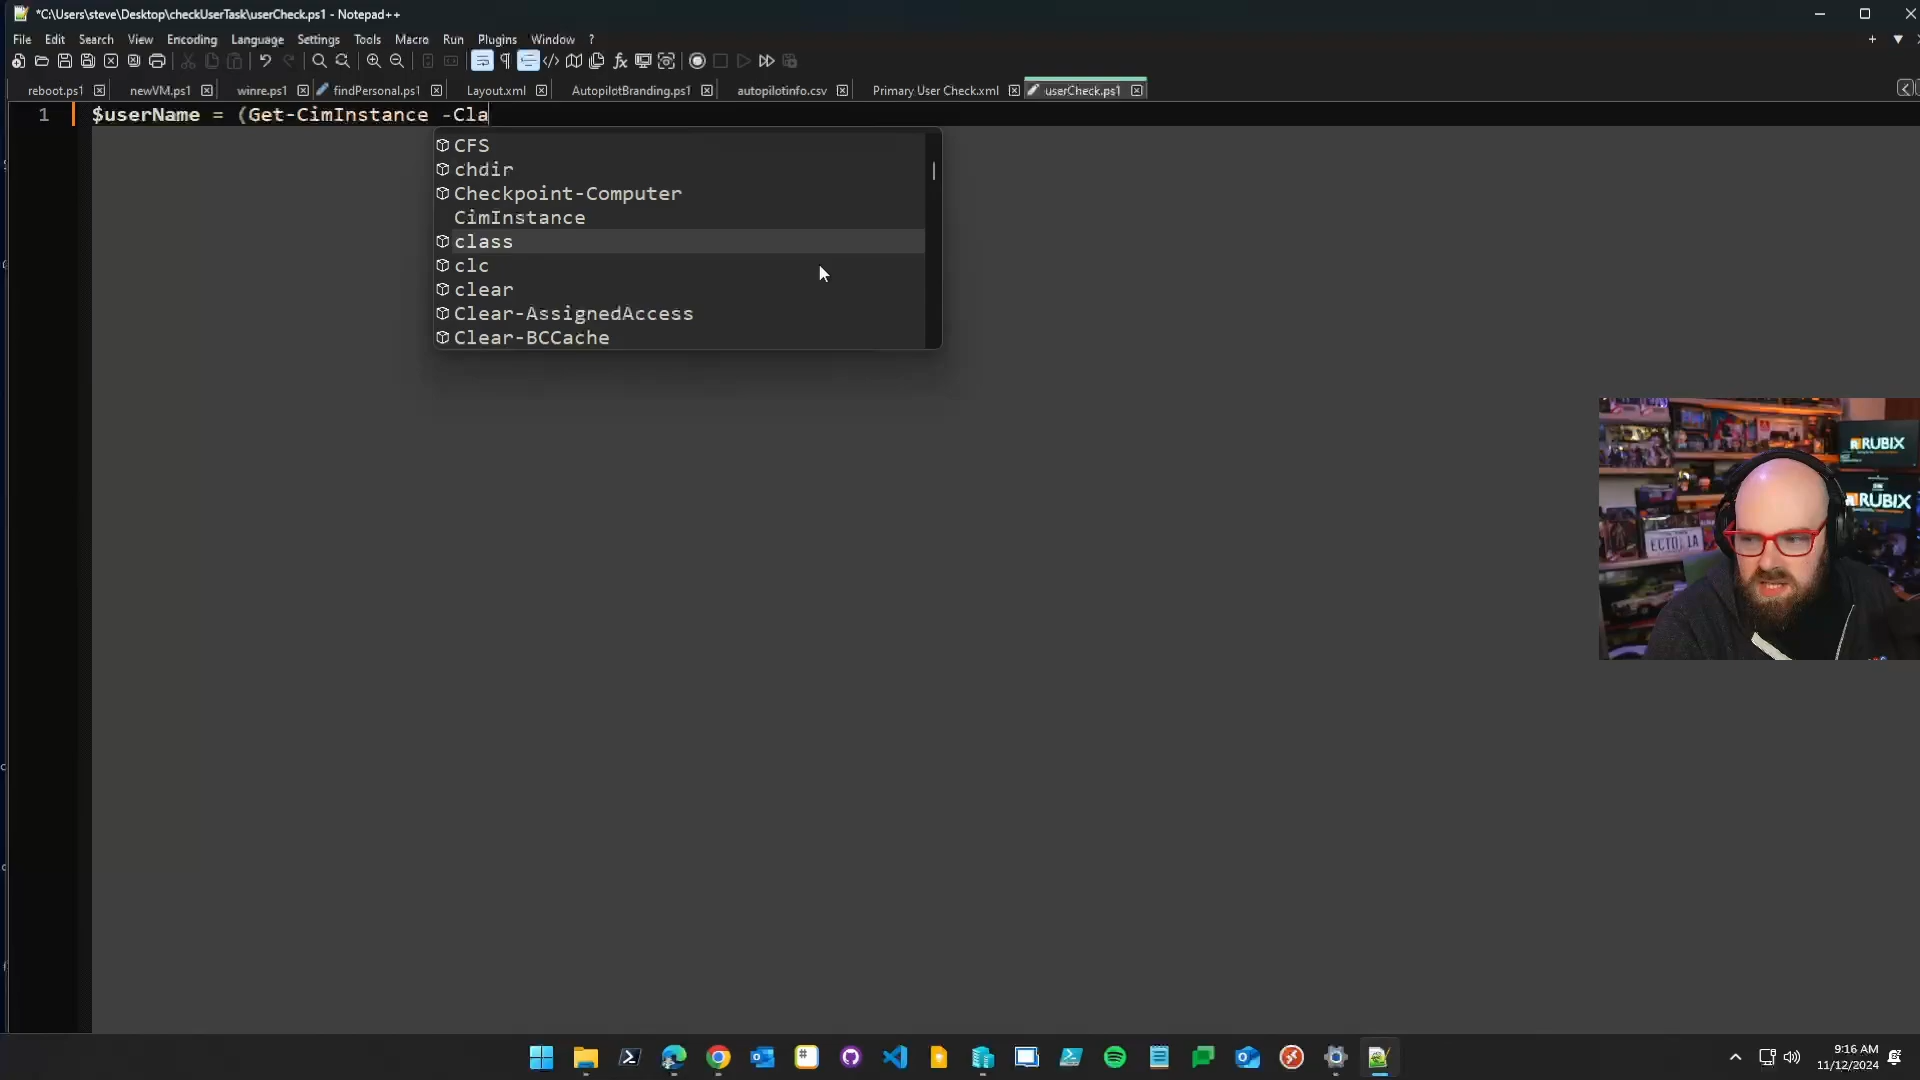 *C:\Users\steve\Desktop\checkUserTask\userCheck.ps1 - Notepad++
File Edit Search View Encoding Language Settings Tools Macro Run Plugins Window ?
reboot.ps1 newVM.ps1 winre.ps1 findPersonal.ps1 Layout.xml AutopilotBranding.ps1 autopilotinfo.csv Primary User Check.xml userCheck.ps1
1 $userName = (Get-CimInstance -Cla
CFS
chdir
Checkpoint-Computer
CimInstance
class
clc
clear
Clear-AssignedAccess
Clear-BCCache
RUBIX
RUBIX
ECTO LA
9:16 AM
11/12/2024